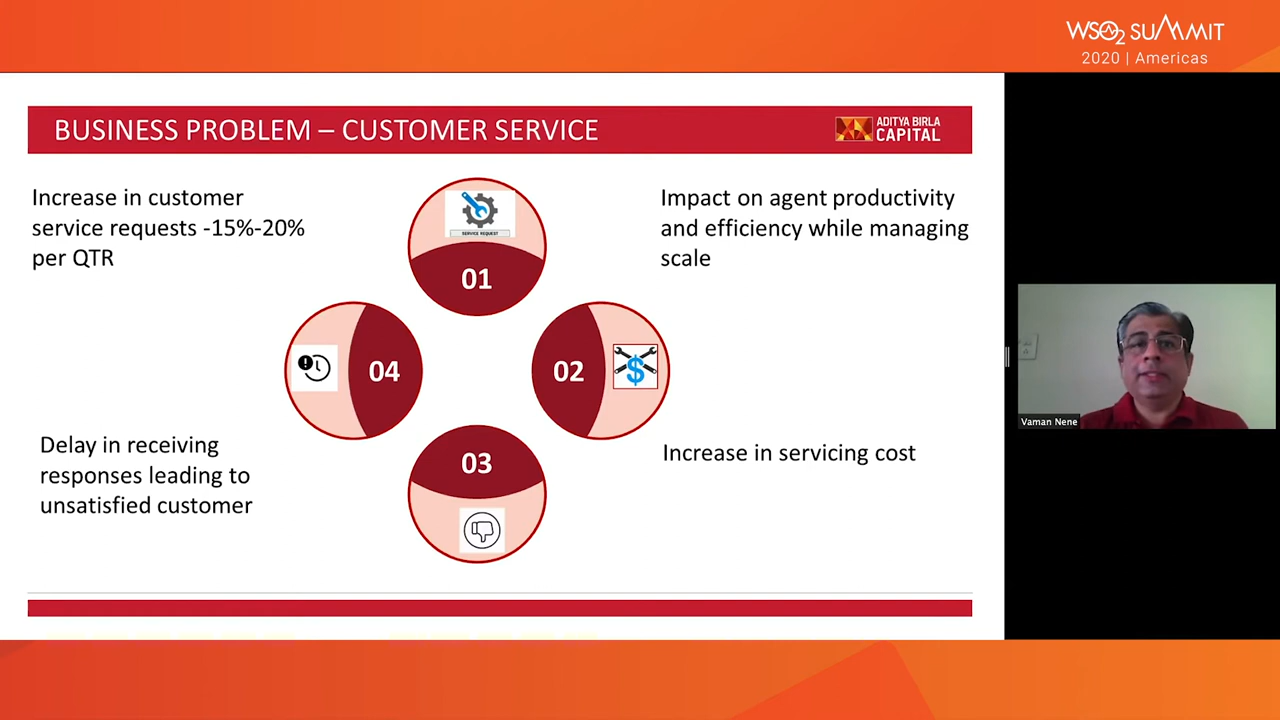 WSO2 SUMMIT
2020 | Americas
BUSINESS PROBLEM – CUSTOMER SERVICE
ADITYA BIRLA
CAPITAL
Increase in customer
service requests -15%-20%
per QTR
Impact on agent productivity
and efficiency while managing
scale
SERVICE REQUEST
01
04
02
$
03
Delay in receiving
responses leading to
unsatisfied customer
Increase in servicing cost
Vaman Nene